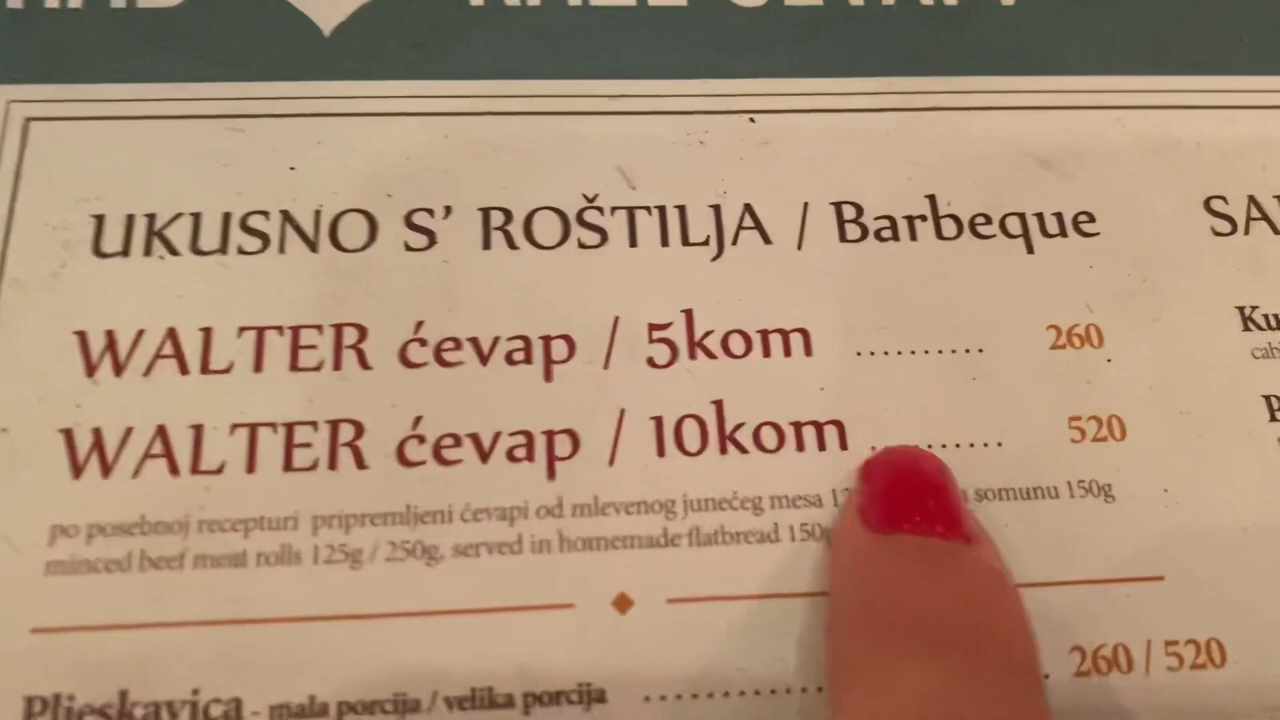 UKUSNO S' ROŠTILJA / Barbeque
WALTER ćevap / 5kom .......... 260
WALTER ćevap / 10kom .......... 520
po posebnoj recepturi pripremljeni ćevapi od mlevenog junećeg mesa somunu 150g
minced beef meat rolls 125g / 250g, served in homemade flatbread 150g
Pljeskavica - mala porcija / velika porcija .......... 260 / 520